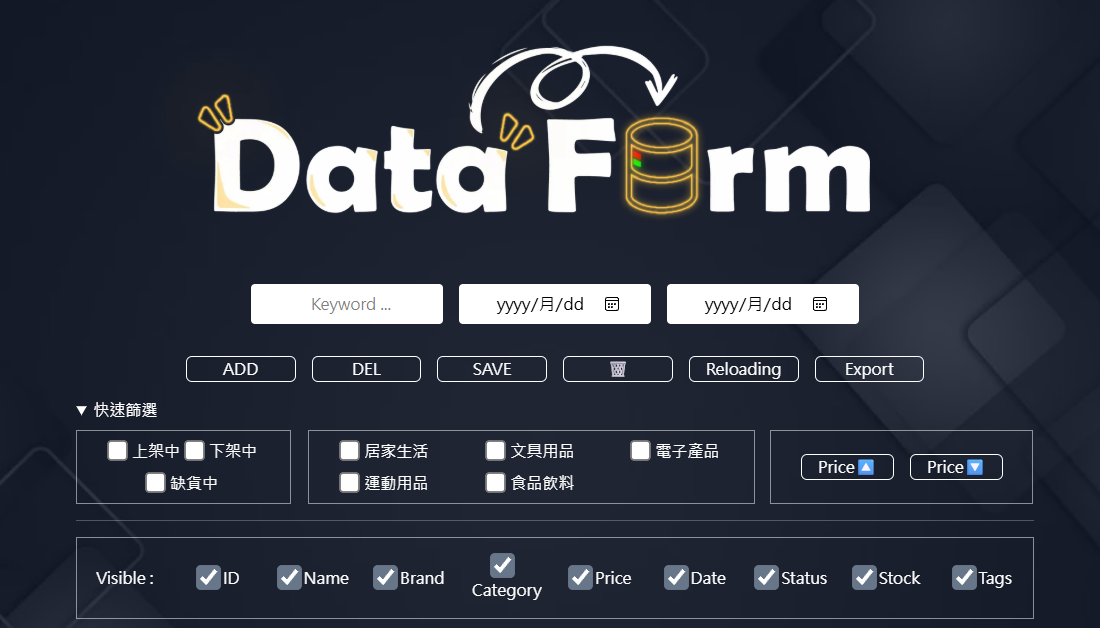 Data Form
Keyword ... yyyy/月/dd yyyy/月/dd
ADD DEL SAVE Reloading Export
▼ 快速篩選
上架中 下架中 居家生活 文具用品 電子產品
缺貨中 運動用品 食品飲料
Price Price
Visible : ID Name Brand Category Price Date Status Stock Tags